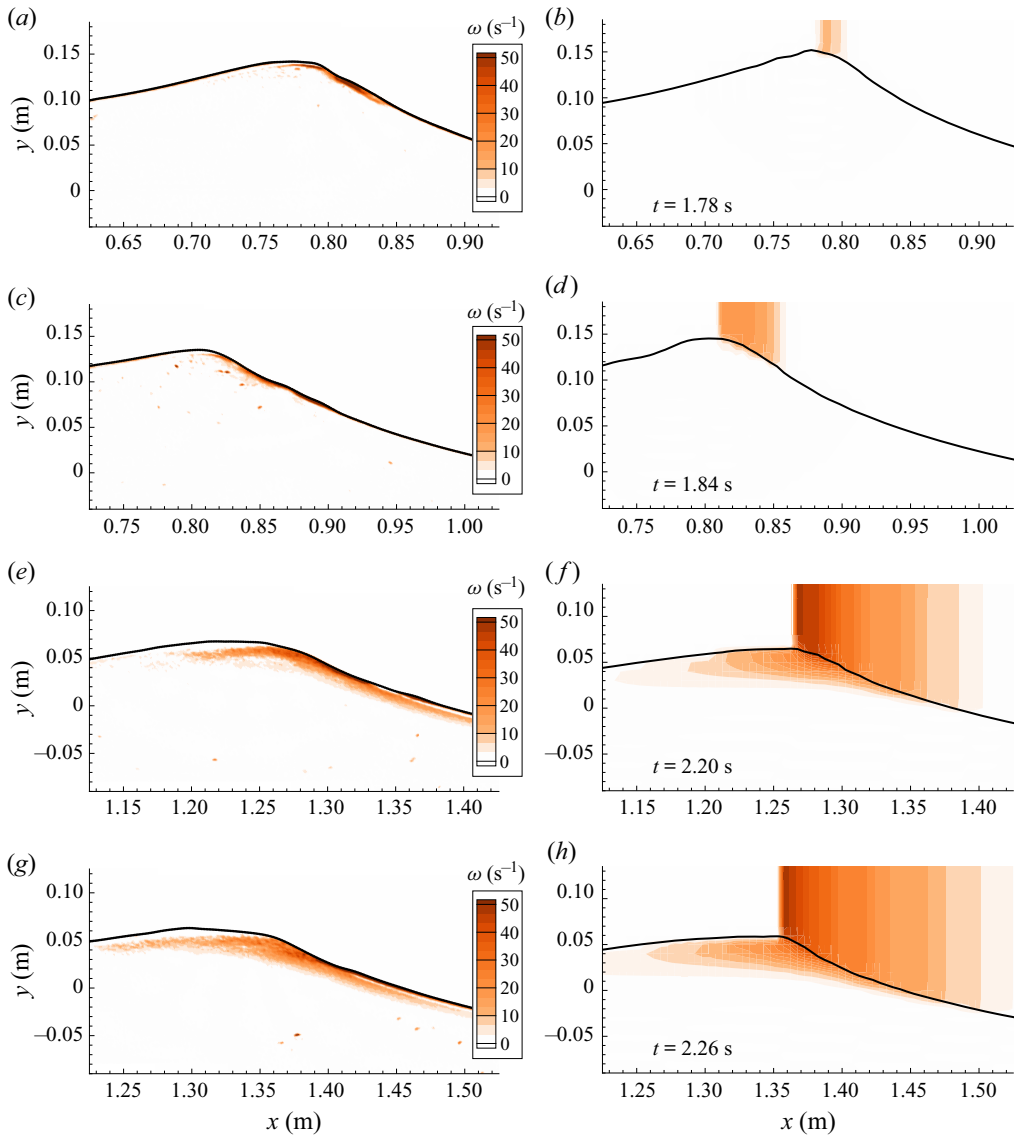 (a) ω (s⁻¹) (b)
0.15 50 0.15
40
0.10 30 0.10
y (m)
20
0.05 0.05
10
0 0 0 t = 1.78 s
0.65 0.70 0.75 0.80 0.85 0.90 0.65 0.70 0.75 0.80 0.85 0.90
(c) ω (s⁻¹) (d)
0.15 50 0.15
40
0.10 30 0.10
y (m)
20
0.05 0.05
10
0 0 0 t = 1.84 s
0.75 0.80 0.85 0.90 0.95 1.00 0.75 0.80 0.85 0.90 0.95 1.00
(e) ω (s⁻¹) (f)
0.10 50 0.10
40
0.05 30 0.05
y (m)
20
0 0
10
–0.05 0 –0.05 t = 2.20 s
1.15 1.20 1.25 1.30 1.35 1.40 1.15 1.20 1.25 1.30 1.35 1.40
(g) ω (s⁻¹) (h)
0.10 50 0.10
40
0.05 30 0.05
y (m)
20
0 0
10
–0.05 0 –0.05 t = 2.26 s
1.25 1.30 1.35 1.40 1.45 1.50 1.25 1.30 1.35 1.40 1.45 1.50
x (m) x (m)